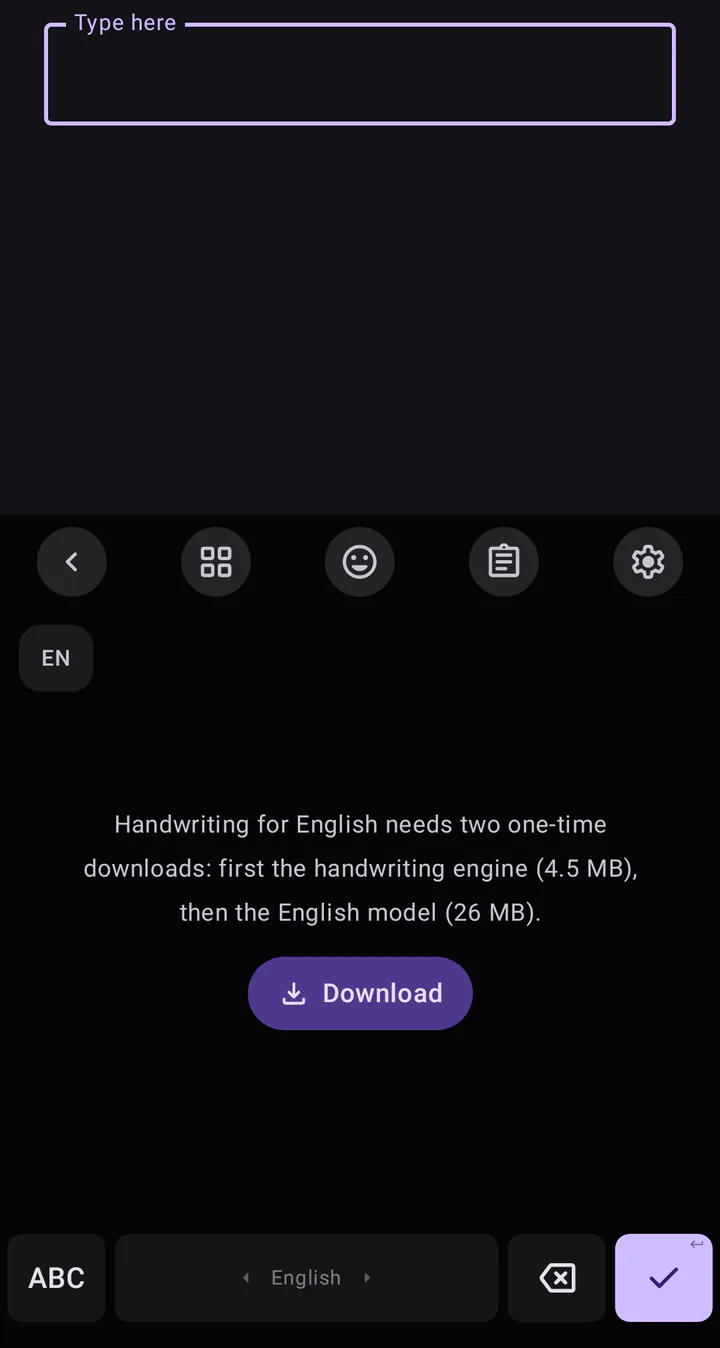 Type here
EN
Handwriting for English needs two one-time
downloads: first the handwriting engine (4.5 MB),
then the English model (26 MB).
Download
ABC
English